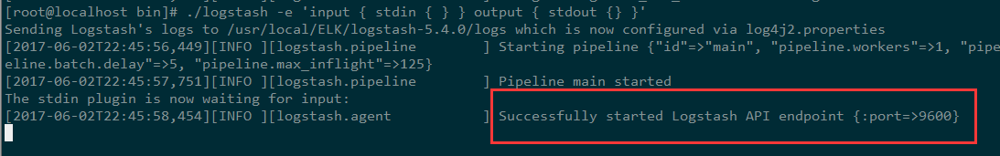 [root@localhost bin]# ./logstash -e 'input { stdin { } } output { stdout {} }'
Sending Logstash's logs to /usr/local/ELK/logstash-5.4.0/logs which is now configured via log4j2.properties
[2017-06-02T22:45:56,449][INFO ][logstash.pipeline ] Starting pipeline {"id"=>"main", "pipeline.workers"=>1, "pipe
eline.batch.delay"=>5, "pipeline.max_inflight"=>125}
[2017-06-02T22:45:57,751][INFO ][logstash.pipeline ] Pipeline main started
The stdin plugin is now waiting for input:
[2017-06-02T22:45:58,454][INFO ][logstash.agent ] Successfully started Logstash API endpoint {:port=>9600}